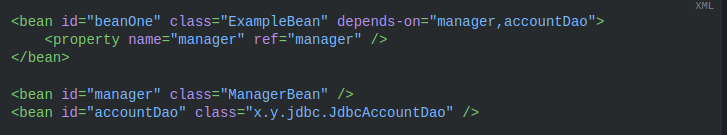 XML
<bean id="beanOne" class="ExampleBean" depends-on="manager,accountDao">
    <property name="manager" ref="manager" />
</bean>
<bean id="manager" class="ManagerBean" />
<bean id="accountDao" class="x.y.jdbc.JdbcAccountDao" />